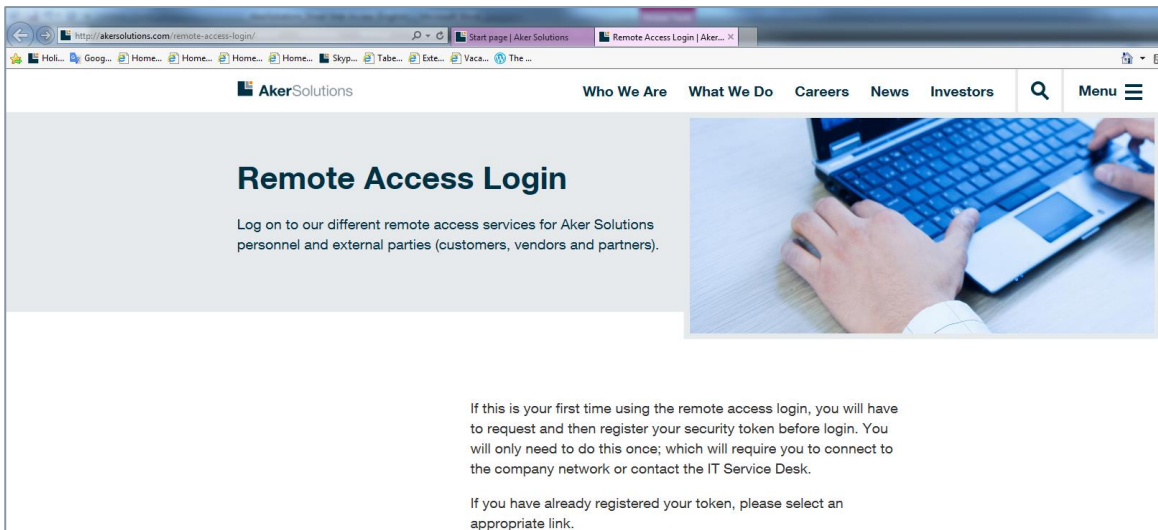 http://akersolutions.com/remote-access-login/ Start page | Aker Solutions Remote Access Login | Aker...
Holi... Goog... Home... Home... Home... Home... Skyp... Tabe... Exte... Vaca... The ...
AkerSolutions Who We Are What We Do Careers News Investors Menu
Remote Access Login
Log on to our different remote access services for Aker Solutions
personnel and external parties (customers, vendors and partners).
If this is your first time using the remote access login, you will have
to request and then register your security token before login. You
will only need to do this once; which will require you to connect to
the company network or contact the IT Service Desk.
If you have already registered your token, please select an
appropriate link.